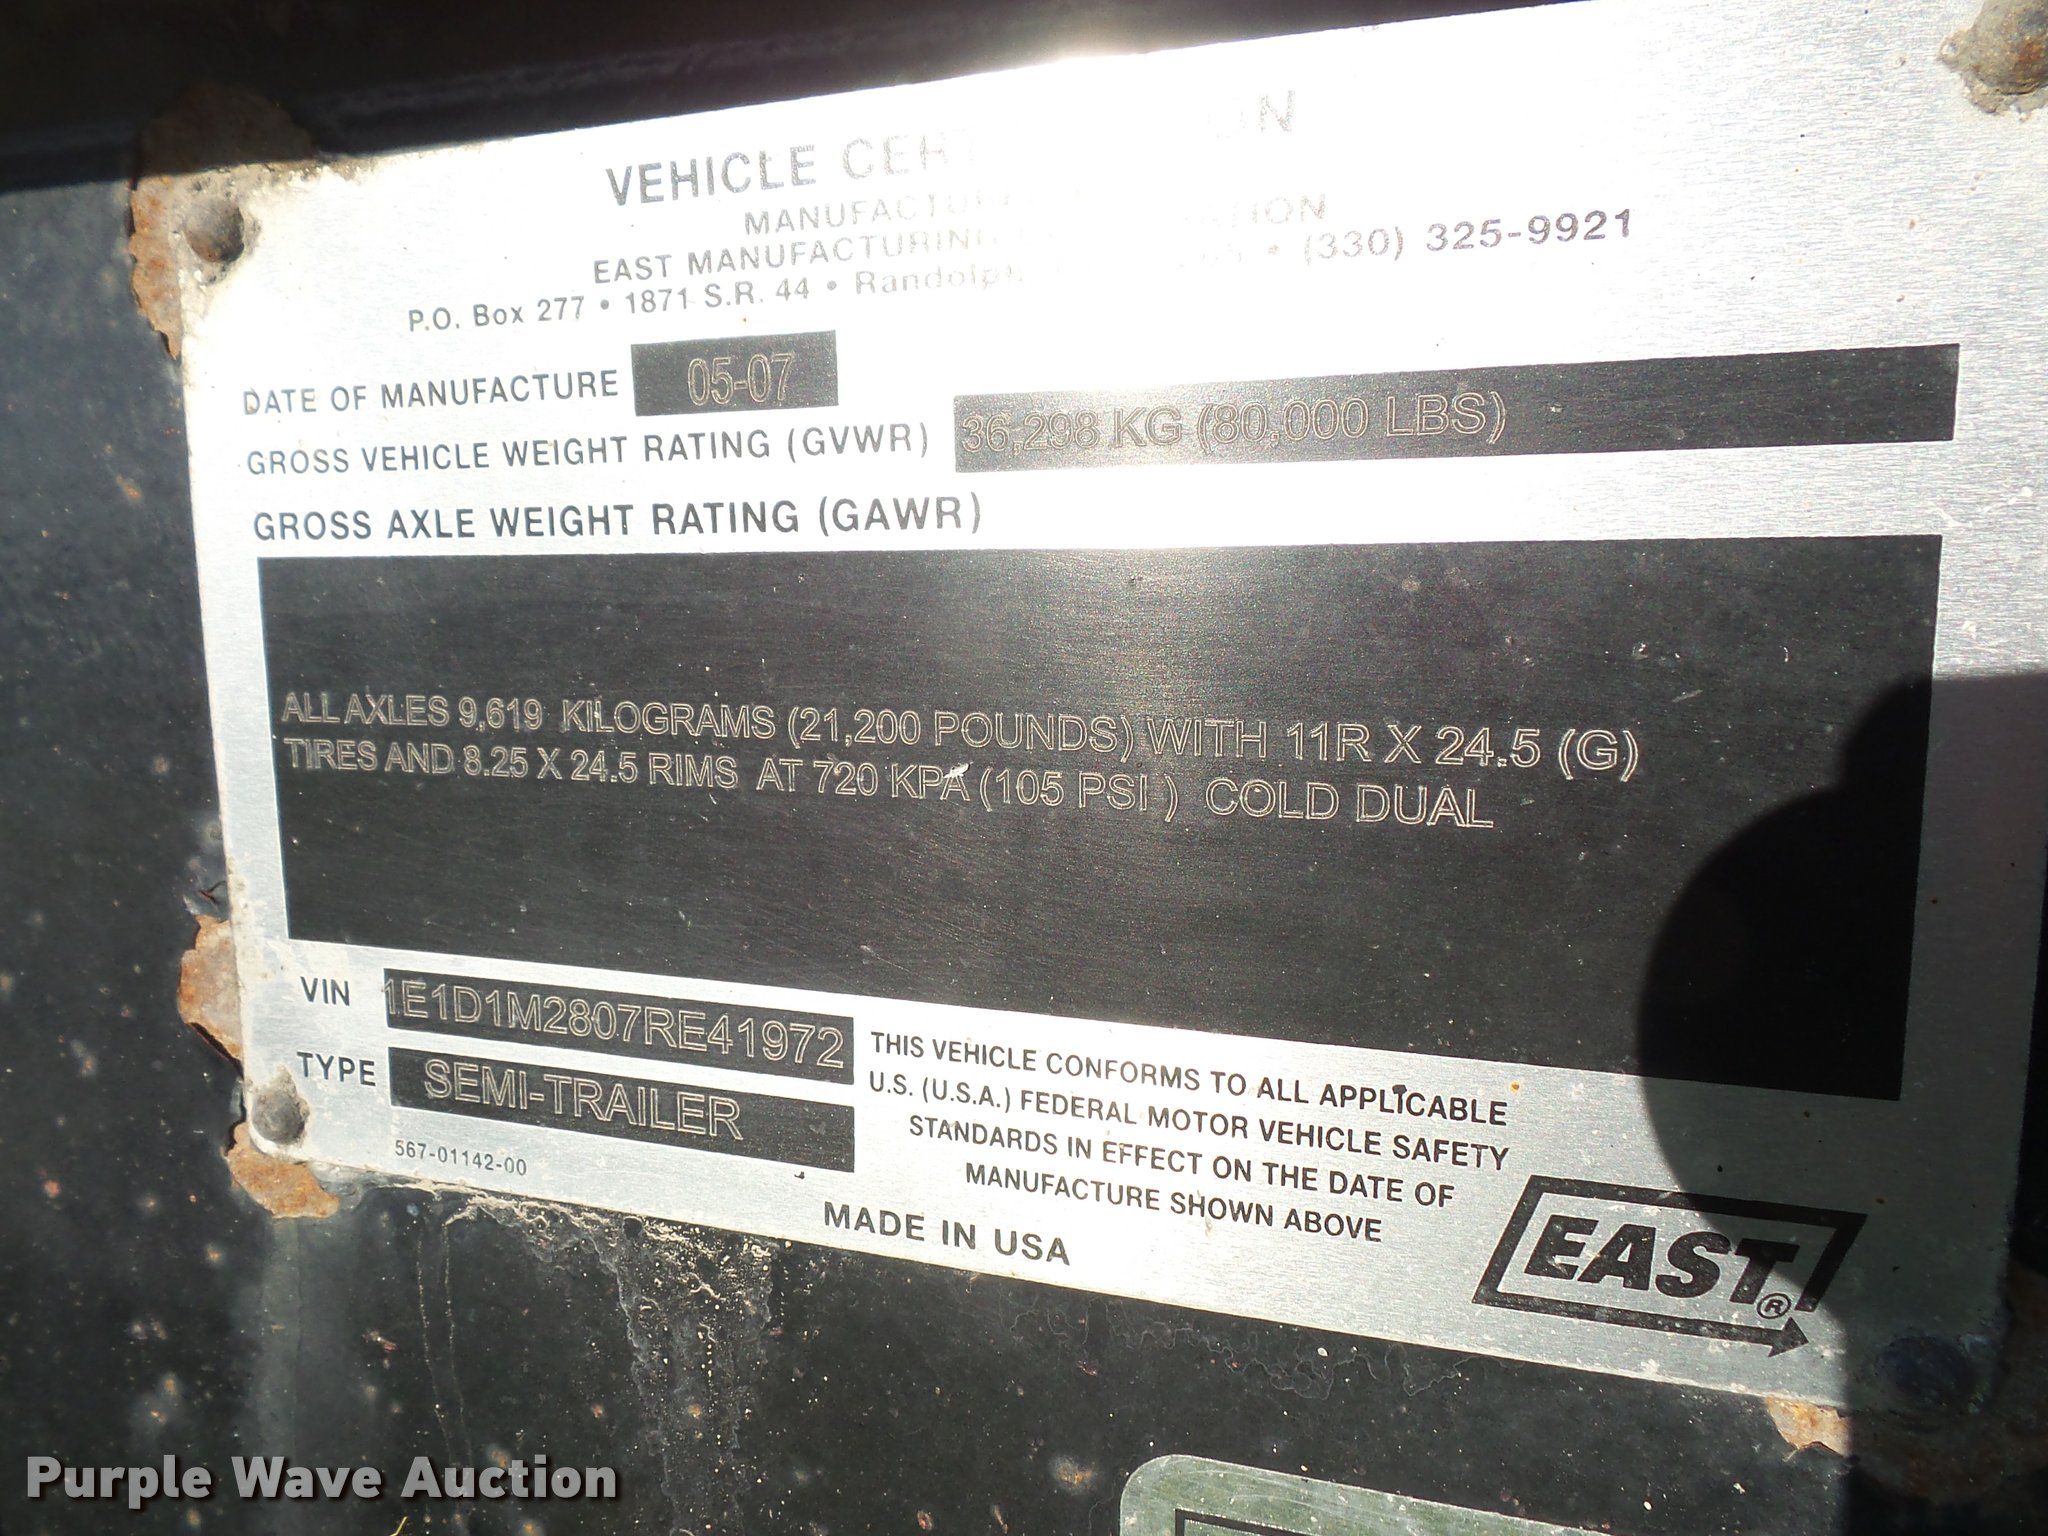 VEHICLE
MANUFACTURING
EAST MANUFACTURING
P.O. Box 277 • 1871 S.R. 44 • Randolph, • (330) 325-9921
DATE OF MANUFACTURE 05-07
GROSS VEHICLE WEIGHT RATING (GVWR) 36,298 KG (80,000 LBS)
GROSS AXLE WEIGHT RATING (GAWR)
ALL AXLES 9,619 KILOGRAMS (21,200 POUNDS) WITH 11R X 24.5 (G)
TIRES AND 8.25 X 24.5 RIMS AT 720 KPA (105 PSI ) COLD DUAL
VIN 1E1D1M2807RE41972
TYPE SEMI-TRAILER
567-01142-00
THIS VEHICLE CONFORMS TO ALL APPLICABLE
U.S. (U.S.A.) FEDERAL MOTOR VEHICLE SAFETY
STANDARDS IN EFFECT ON THE DATE OF
MANUFACTURE SHOWN ABOVE
MADE IN USA
EAST®
Purple Wave Auction